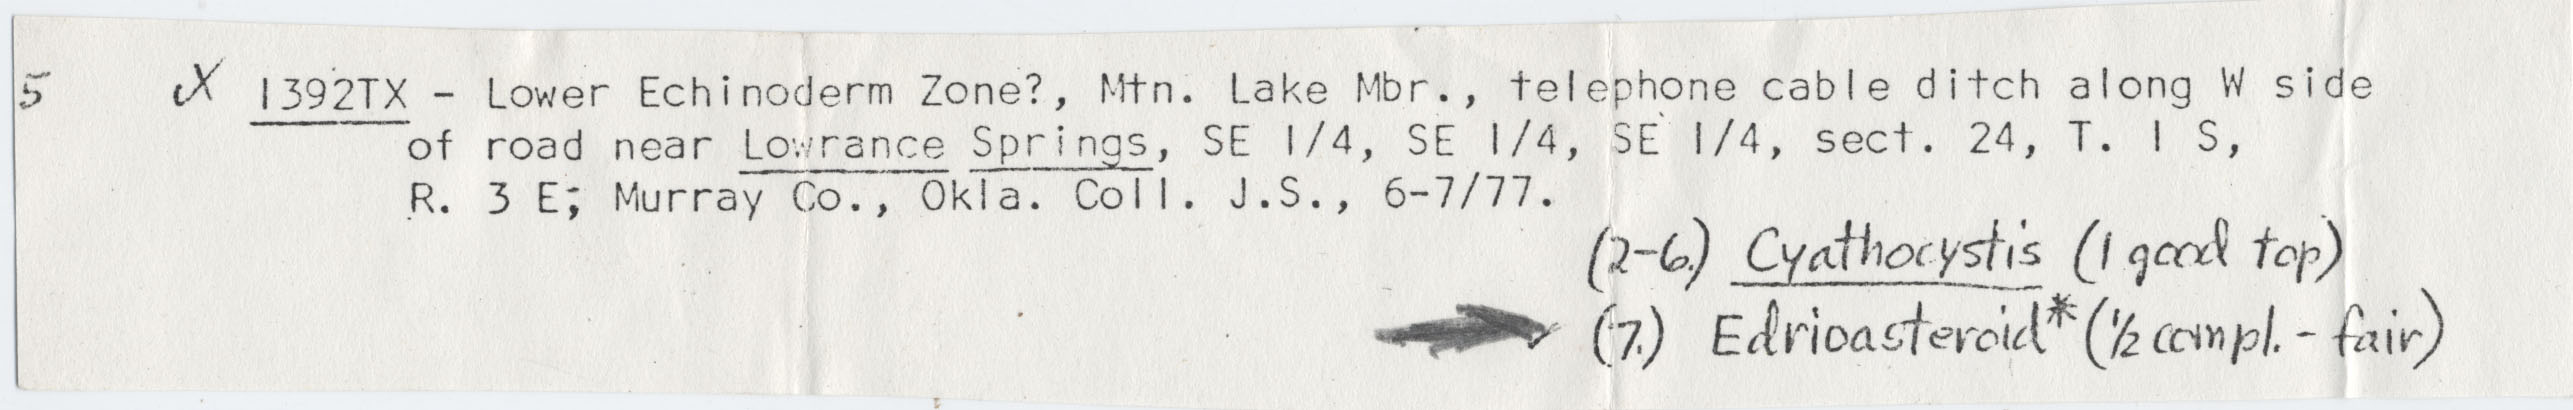 5 X 1392TX - Lower Echinoderm Zone?, Mtn. Lake Mbr., telephone cable ditch along W side
of road near Lowrance Springs, SE 1/4, SE 1/4, SE 1/4, sect. 24, T. 1 S,
R. 3 E; Murray Co., Okla. Coll. J.S., 6-7/77.
(2-6.) Cyathocystis (1 good top)
(7.) Edrioasteroid* (1/2 compl. - fair)